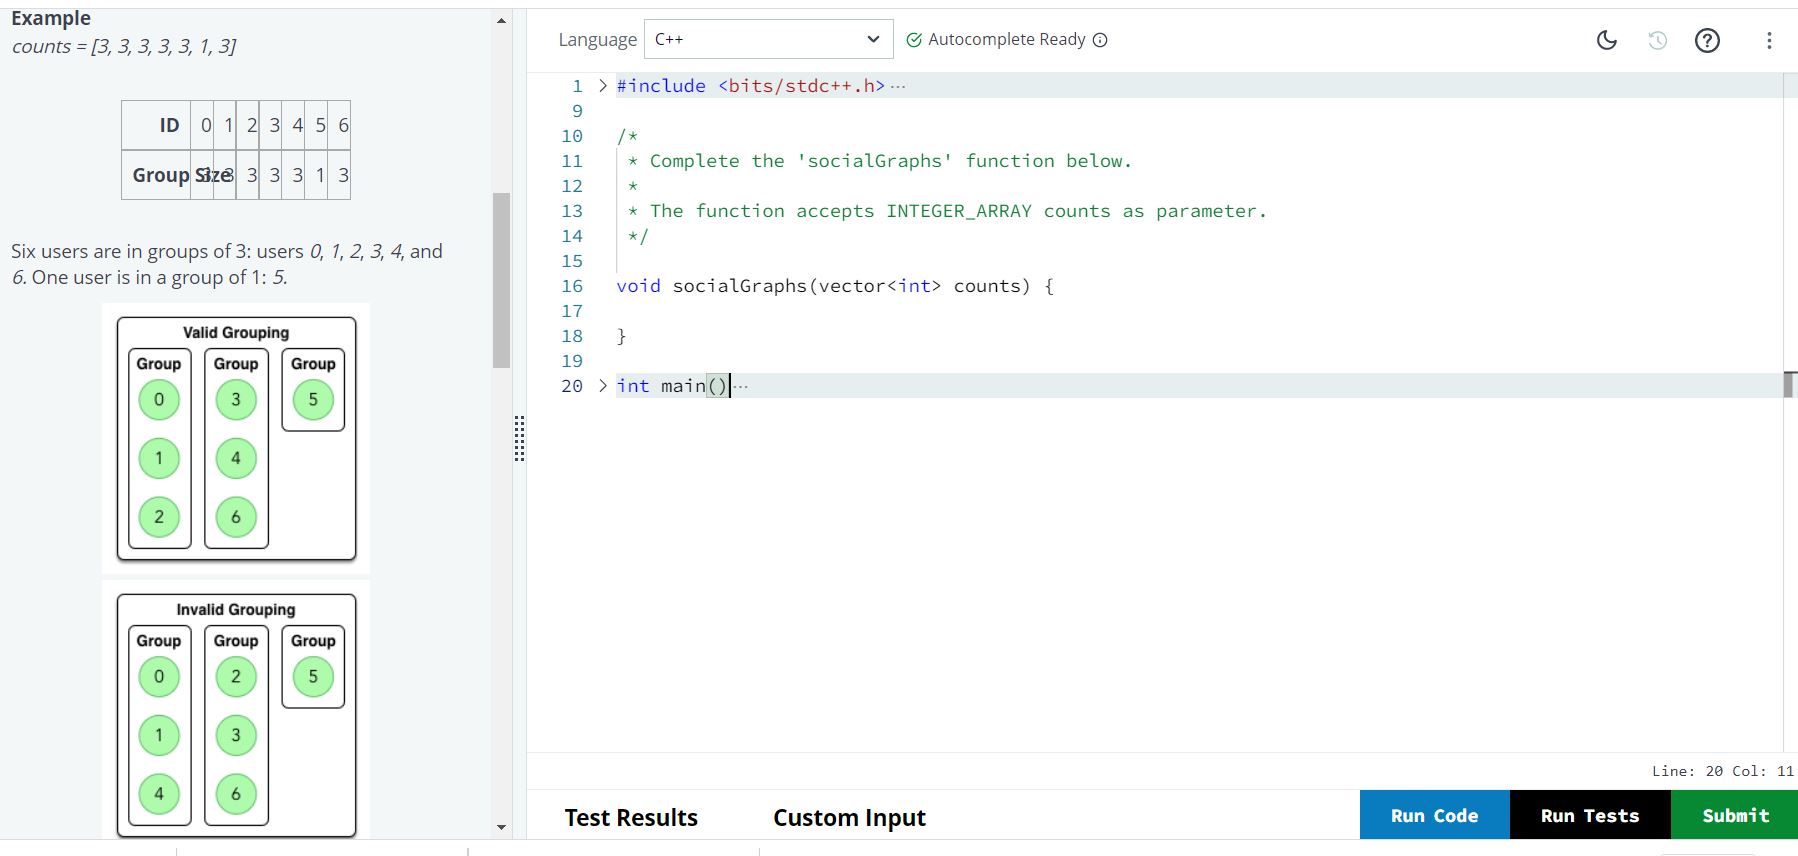 Example
counts = [3, 3, 3, 3, 3, 1, 3]
ID 0 1 2 3 4 5 6
Group Size 3 3 3 3 3 1 3
Six users are in groups of 3: users 0, 1, 2, 3, 4, and
6. One user is in a group of 1: 5.
Valid Grouping
Group Group Group
0 3 5
1 4
2 6
Invalid Grouping
Group Group Group
0 2 5
1 3
4 6
Language C++ Autocomplete Ready
1 #include <bits/stdc++.h> ...
9
10 /*
11 * Complete the 'socialGraphs' function below.
12 *
13 * The function accepts INTEGER_ARRAY counts as parameter.
14 */
15
16 void socialGraphs(vector<int> counts) {
17
18 }
19
20 int main() ...
Line: 20 Col: 11
Test Results Custom Input Run Code Run Tests Submit